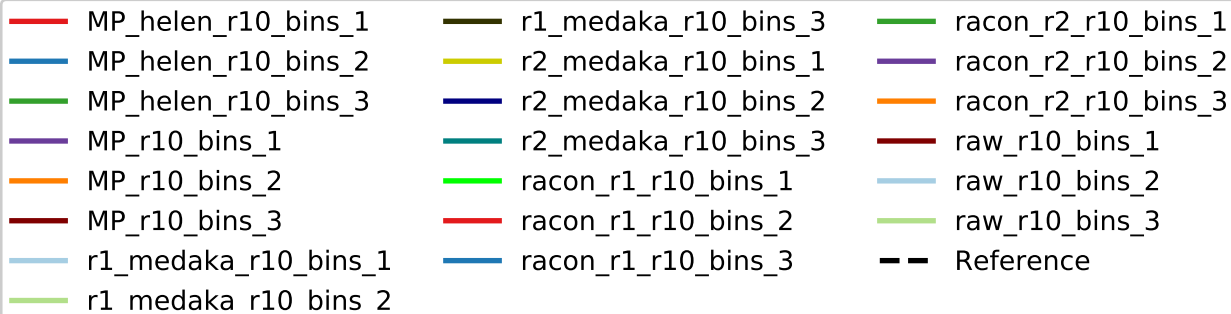 MP_helen_r10_bins_1
MP_helen_r10_bins_2
MP_helen_r10_bins_3
MP_r10_bins_1
MP_r10_bins_2
MP_r10_bins_3
r1_medaka_r10_bins_1
r1_medaka_r10_bins_2
r1_medaka_r10_bins_3
r2_medaka_r10_bins_1
r2_medaka_r10_bins_2
r2_medaka_r10_bins_3
racon_r1_r10_bins_1
racon_r1_r10_bins_2
racon_r1_r10_bins_3
racon_r2_r10_bins_1
racon_r2_r10_bins_2
racon_r2_r10_bins_3
raw_r10_bins_1
raw_r10_bins_2
raw_r10_bins_3
Reference